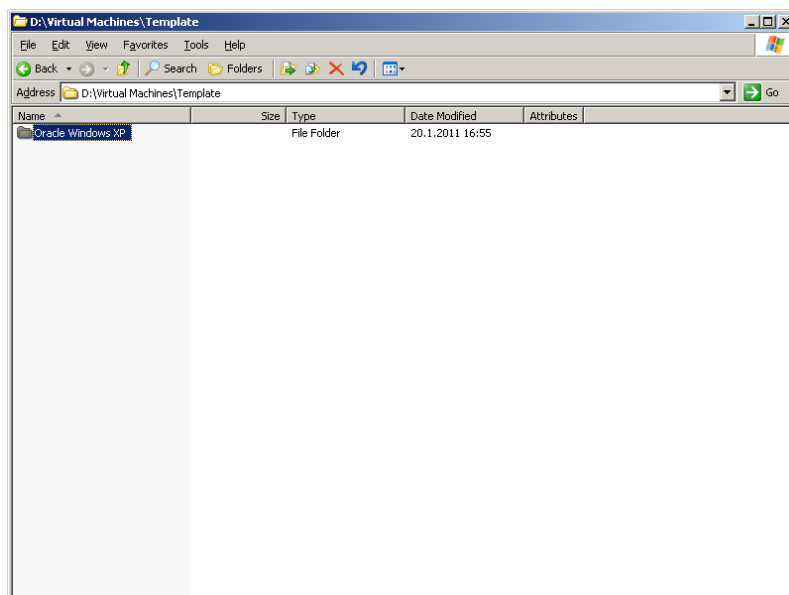 D:\Virtual Machines\Template
File Edit View Favorites Tools Help
Back Search Folders
Address D:\Virtual Machines\Template Go
Name Size Type Date Modified Attributes
Oracle Windows XP File Folder 20.1.2011 16:55